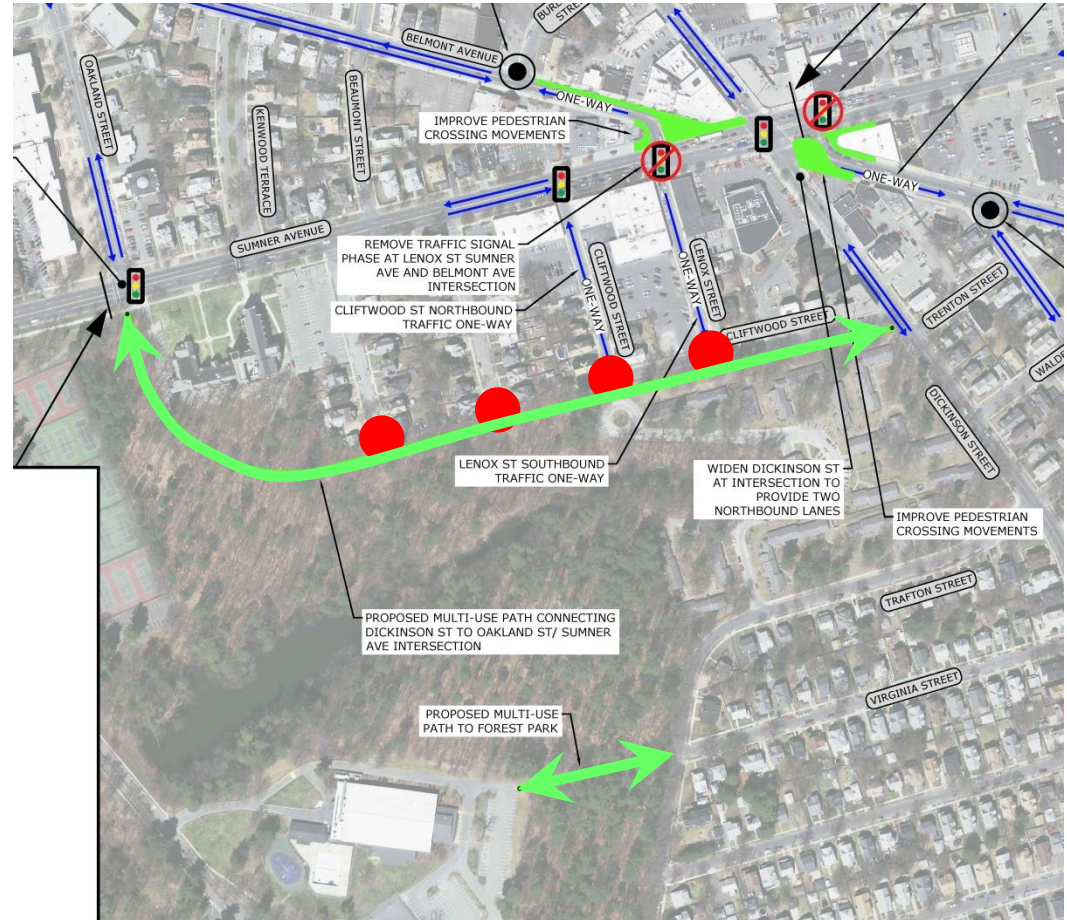 BELMONT AVENUE
OAKLAND STREET
KENWOOD TERRACE
BEAUMONT STREET
STREET
ONE-WAY
IMPROVE PEDESTRIAN
CROSSING MOVEMENTS
ONE-WAY
SUMNER AVENUE
REMOVE TRAFFIC SIGNAL
PHASE AT LENOX ST SUMNER
AVE AND BELMONT AVE
INTERSECTION
CLIFTWOOD ST NORTHBOUND
TRAFFIC ONE-WAY
ONE-WAY
CLIFTWOOD STREET
ONE-WAY
LENOX STREET
CLIFTWOOD STREET
TRENTON STREET
DICKINSON STREET
LENOX ST SOUTHBOUND
TRAFFIC ONE-WAY
WIDEN DICKINSON ST
AT INTERSECTION TO
PROVIDE TWO
NORTHBOUND LANES
IMPROVE PEDESTRIAN
CROSSING MOVEMENTS
TRAFTON STREET
PROPOSED MULTI-USE PATH CONNECTING
DICKINSON ST TO OAKLAND ST/ SUMNER
AVE INTERSECTION
VIRGINIA STREET
PROPOSED MULTI-USE
PATH TO FOREST PARK